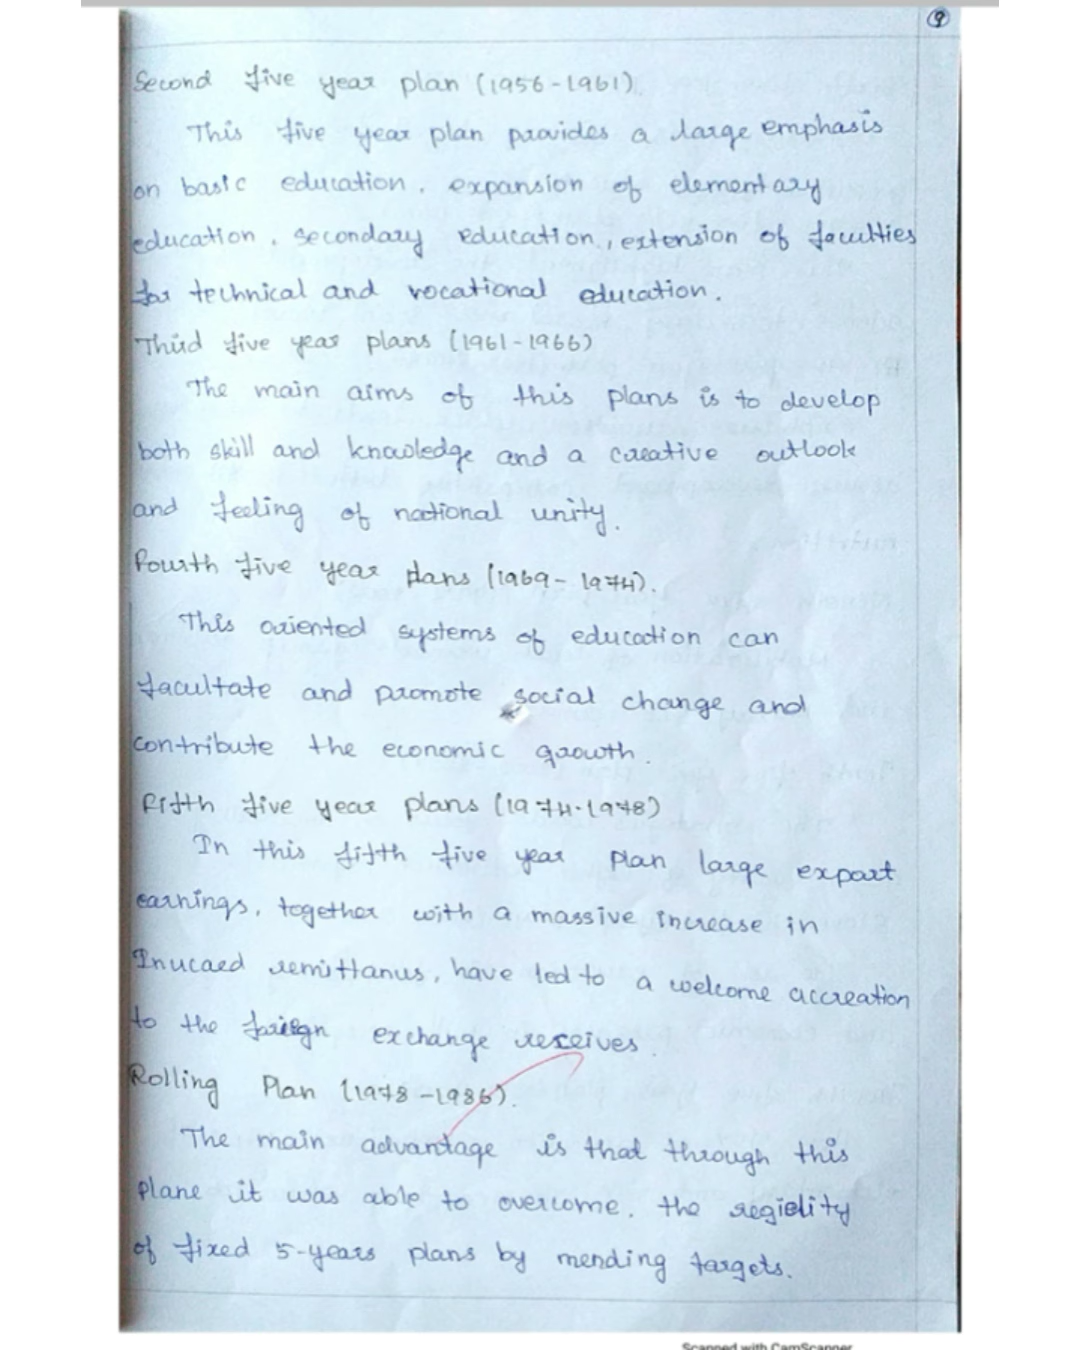 9
Second five year plan (1956-1961)
This five year plan provides a large emphasis
on basic education, expansion of elementary
education, secondary education, extension of faculties
for technical and vocational education.
Third five year plans (1961-1966)
The main aims of this plans is to develop
both skill and knowledge and a creative outlook
and feeling of national unity.
Fourth five year plans (1969-1974).
This oriented systems of education can
facultate and promote social change and
contribute the economic growth.
Fifth five year plans (1974-1978)
In this fifth five year plan large export
earnings, together with a massive increase in
remittanus, have led to a welcome accreation
to the foriegn exchange
Rolling Plan (1978-1986).
The main advantage is that through this
plane it was able to overcome. the regidity
of fixed 5-years plans by mending targets.
Scanned with CamScanner